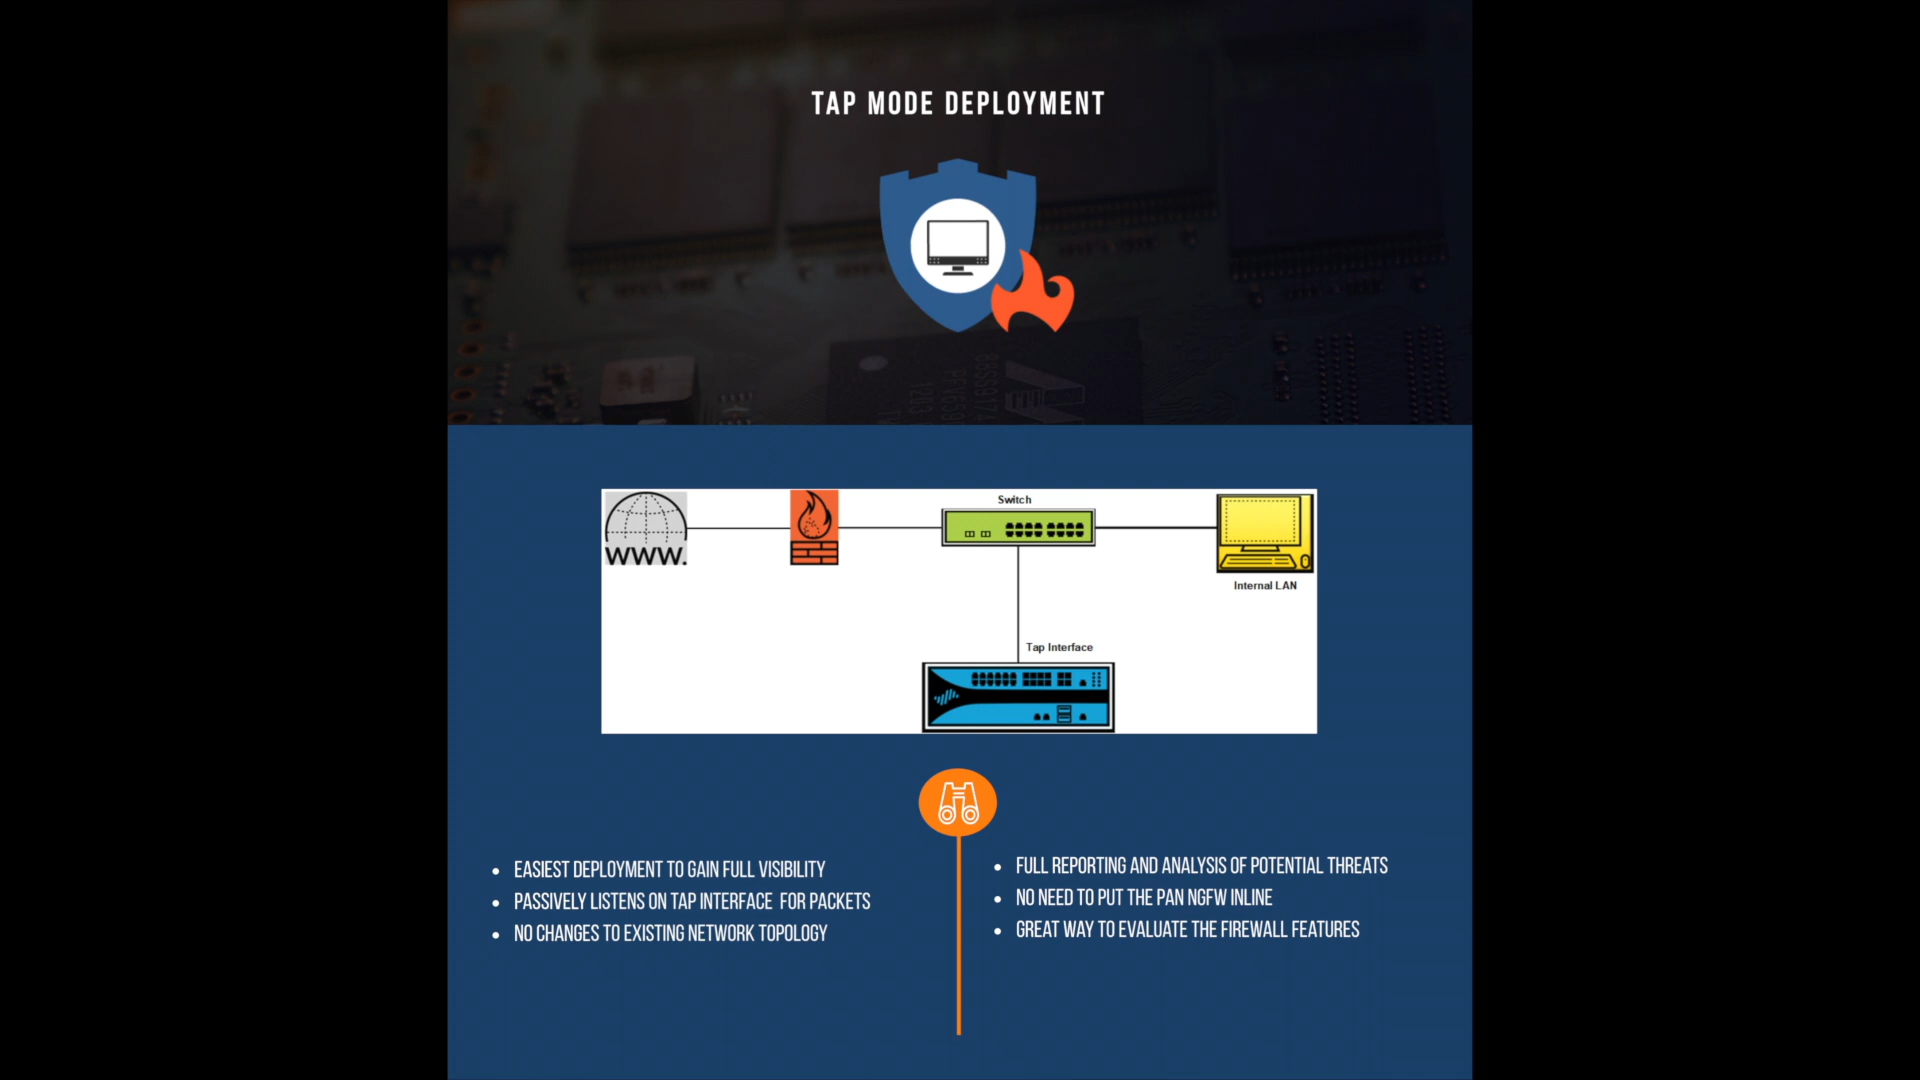 TAP MODE DEPLOYMENT
Switch
WWW.
Internal LAN
Tap Interface
• EASIEST DEPLOYMENT TO GAIN FULL VISIBILITY
• PASSIVELY LISTENS ON TAP INTERFACE FOR PACKETS
• NO CHANGES TO EXISTING NETWORK TOPOLOGY
• FULL REPORTING AND ANALYSIS OF POTENTIAL THREATS
• NO NEED TO PUT THE PAN NGFW INLINE
• GREAT WAY TO EVALUATE THE FIREWALL FEATURES